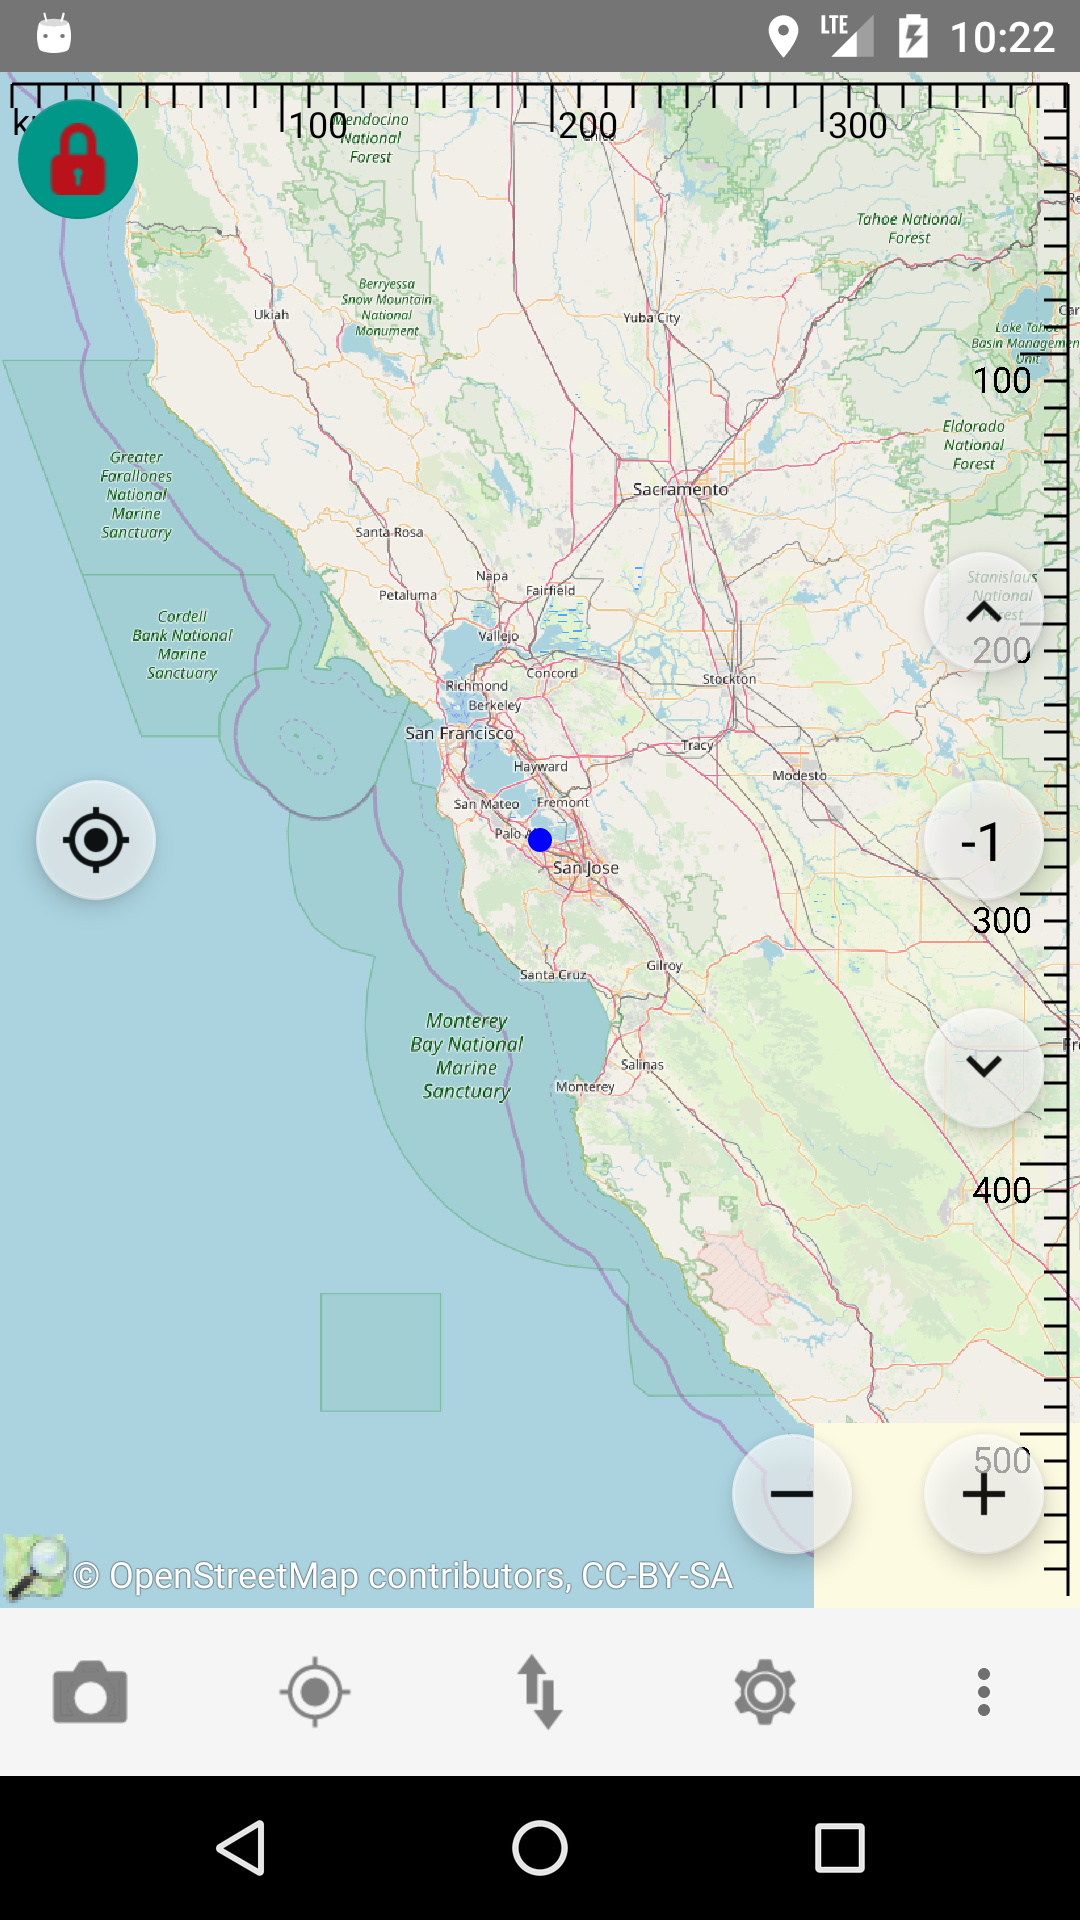 LTE
10:22
100
200
300
Mendocino
National
Forest
Tahoe National
Forest
Berryessa
Snow Mountain
National
Monument
Ukiah
Yuba City
Lake Tahoe
Basin Management
Unit
100
Eldorado
National
Forest
Greater
Farallones
National
Marine
Sanctuary
Sacramento
Santa Rosa
Napa
Fairfield
Petaluma
Stanislaus
National
Forest
Cordell
Bank National
Marine
Sanctuary
Vallejo
200
Concord
Stockton
Richmond
Berkeley
San Francisco
Tracy
Hayward
Modesto
San Mateo
Fremont
Palo A
-1
San Jose
300
Gilroy
Santa Cruz
Monterey
Bay National
Marine
Sanctuary
Salinas
Monterey
400
500
© OpenStreetMap contributors, CC-BY-SA